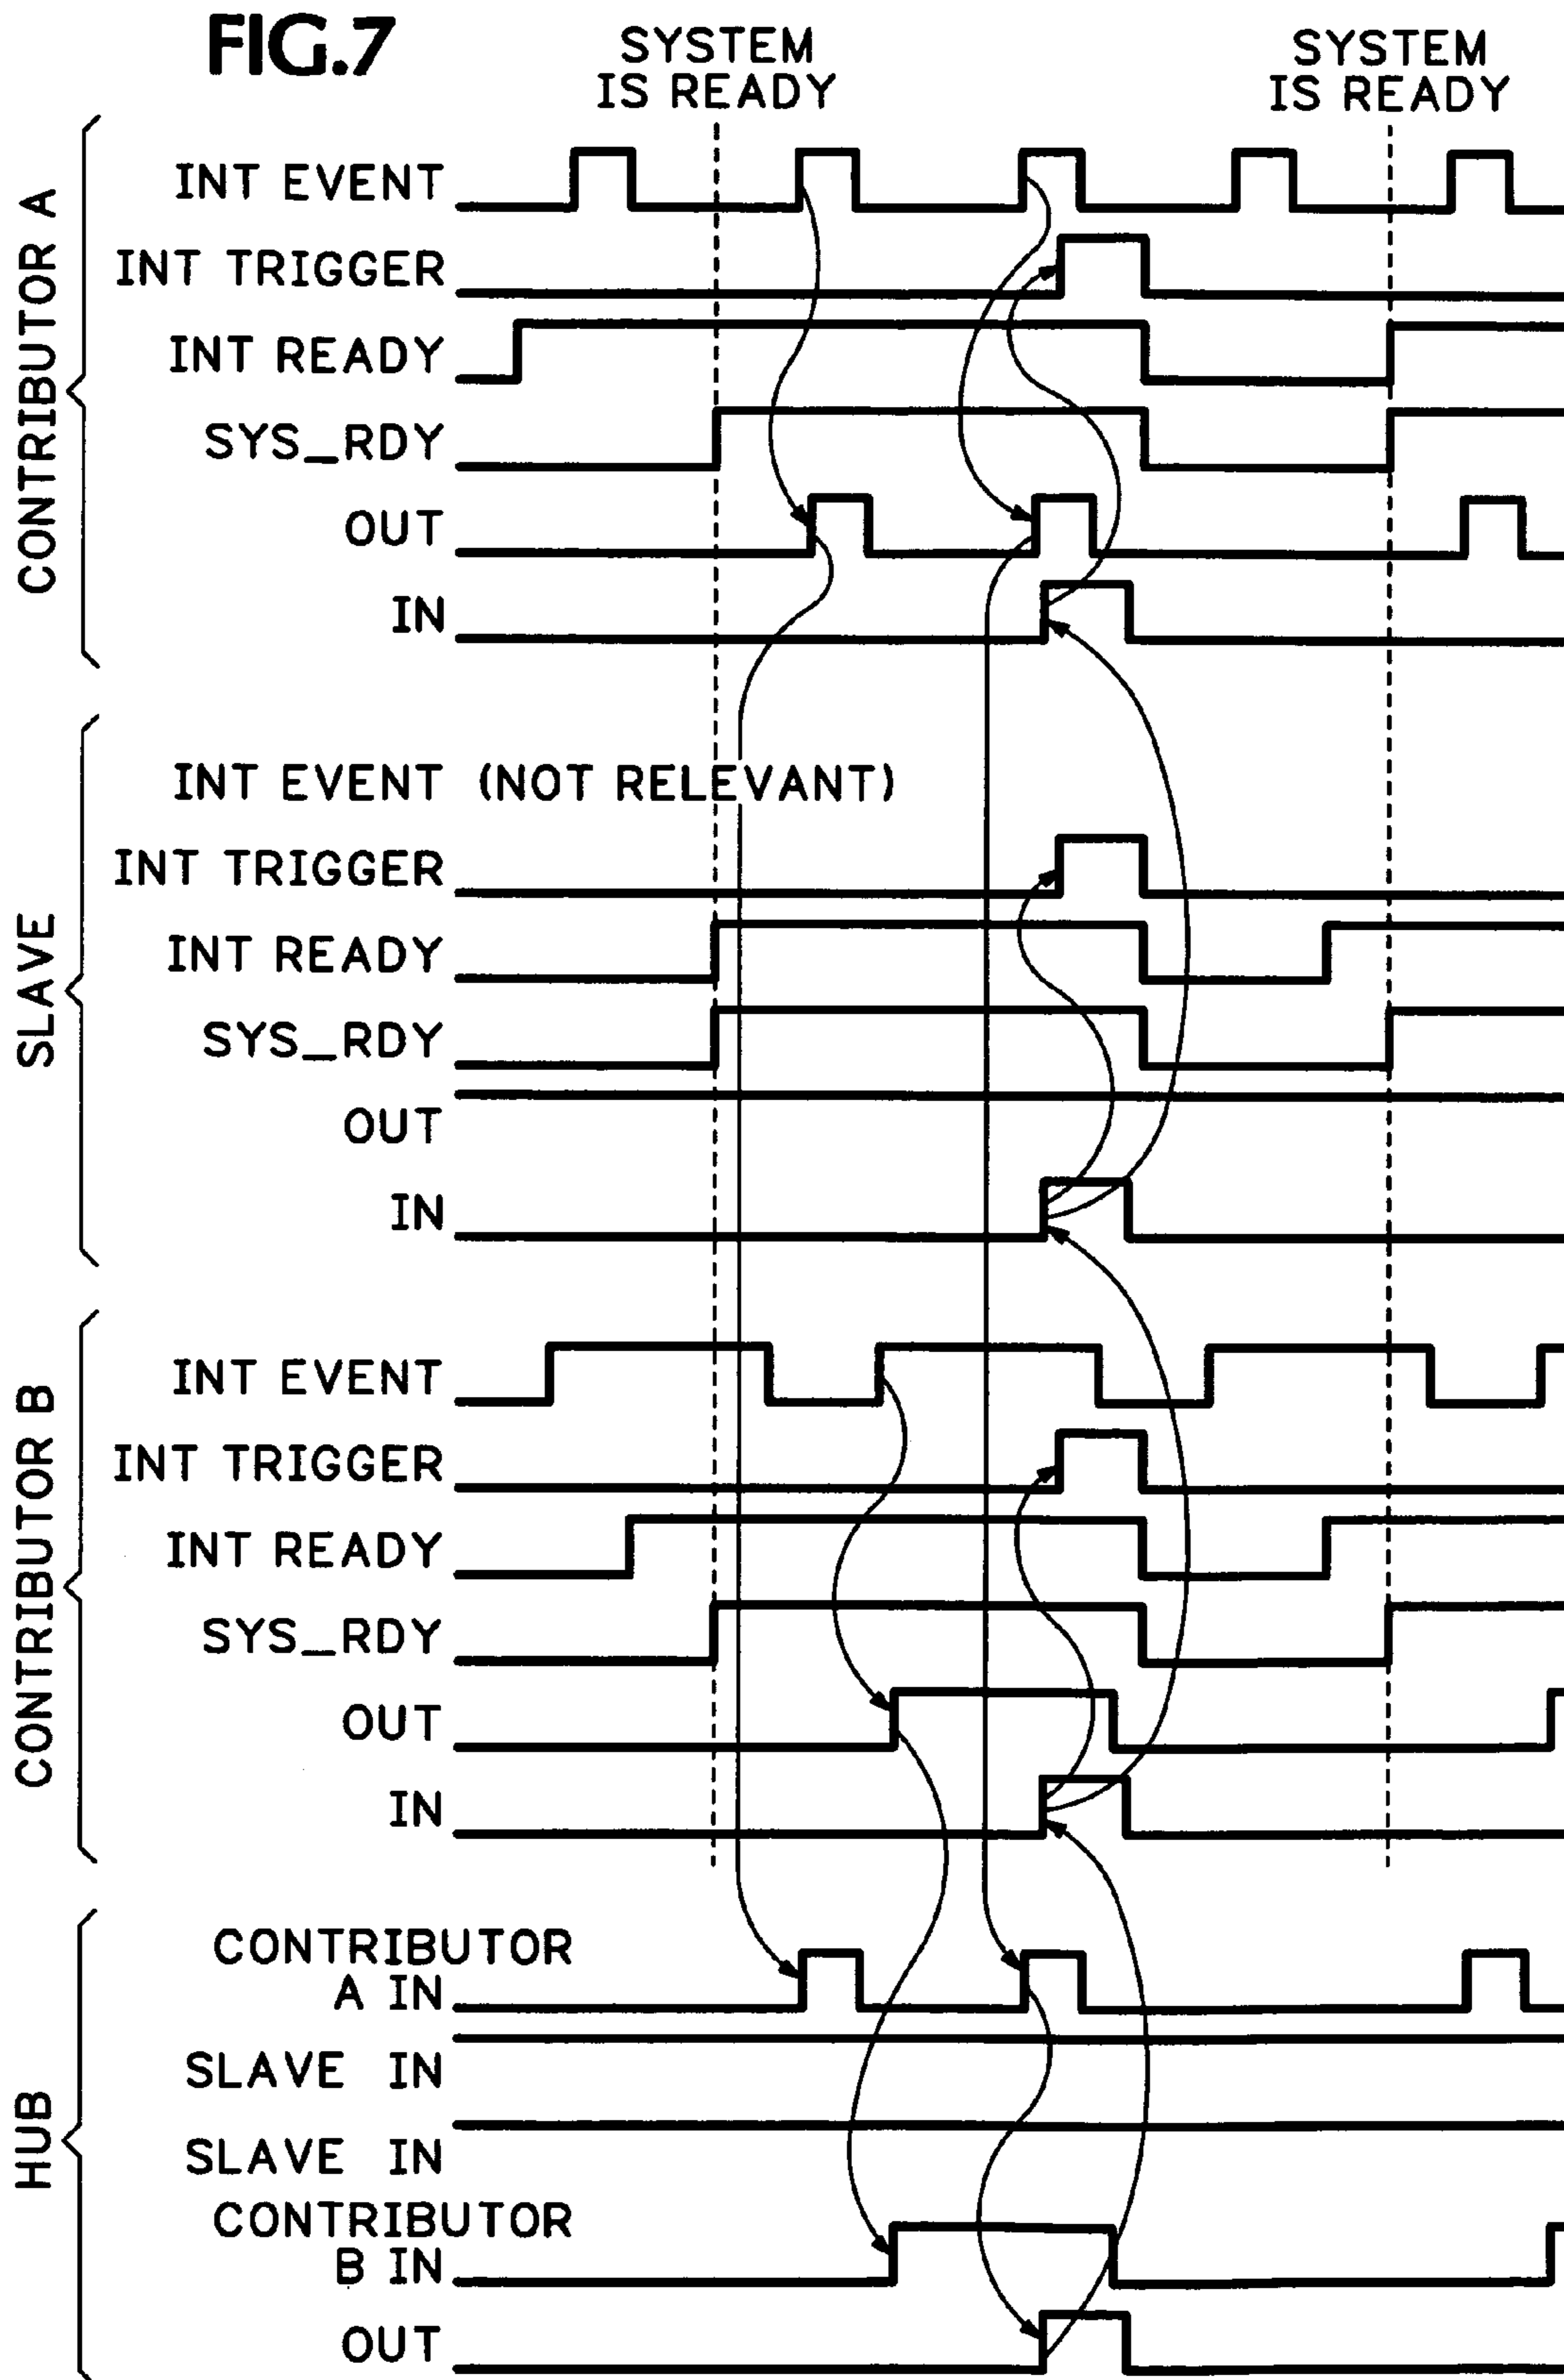 FIG.7
SYSTEM
IS READY
SYSTEM
IS READY
CONTRIBUTOR A
INT EVENT
INT TRIGGER
INT READY
SYS_RDY
OUT
IN
SLAVE
INT EVENT (NOT RELEVANT)
INT TRIGGER
INT READY
SYS_RDY
OUT
IN
CONTRIBUTOR B
INT EVENT
INT TRIGGER
INT READY
SYS_RDY
OUT
IN
HUB
CONTRIBUTOR
A IN
SLAVE IN
SLAVE IN
CONTRIBUTOR
B IN
OUT